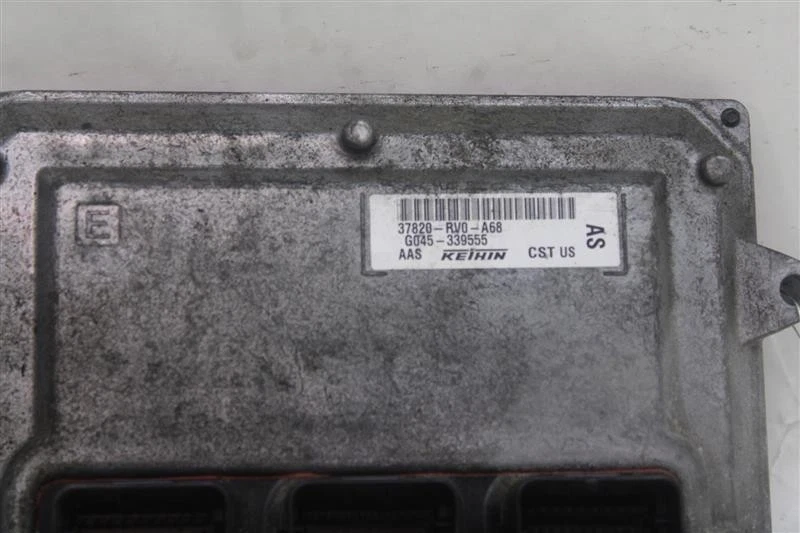 E
37820-RV0-A68
G045-339555
AAS KEIHIN CST US
AS